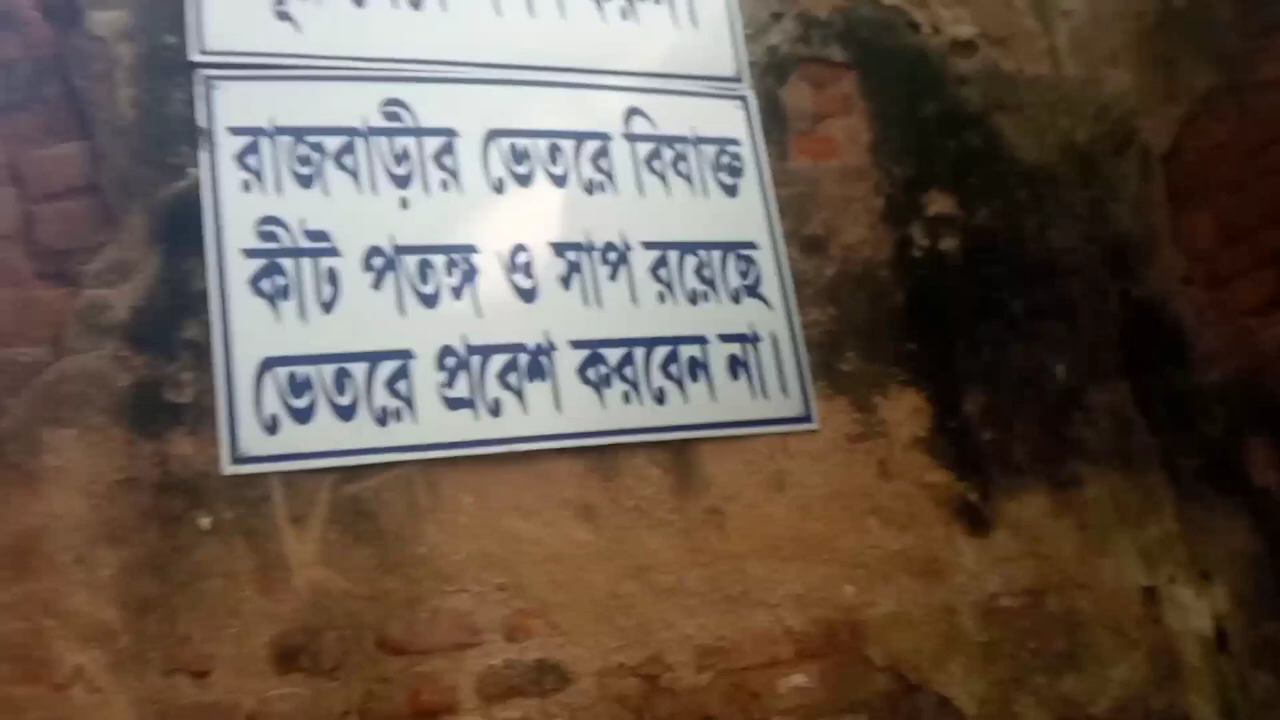 রাজবাড়ীর ভেতরে বিষাক্ত
কীট পতঙ্গ ও সাপ রয়েছে
ভেতরে প্রবেশ করবেন না।